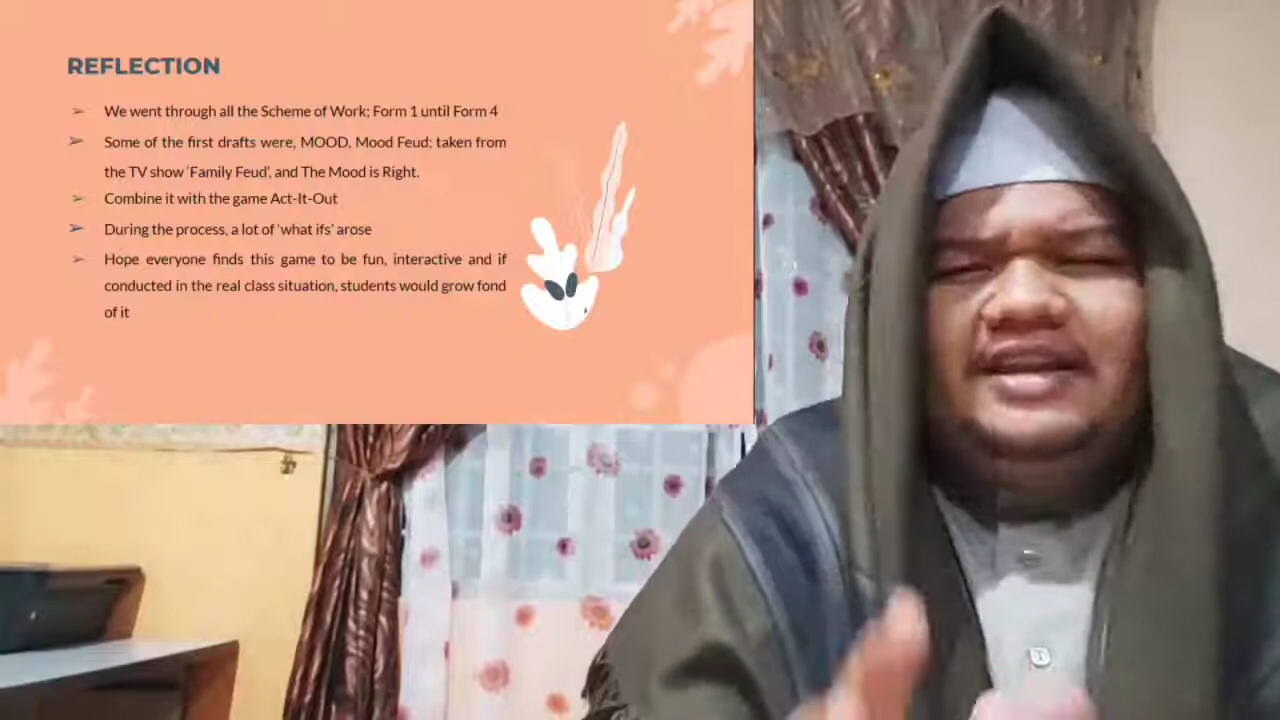 REFLECTION
➢ We went through all the Scheme of Work; Form 1 until Form 4
➢ Some of the first drafts were, MOOD, Mood Feud; taken from
the TV show 'Family Feud', and The Mood is Right.
➢ Combine it with the game Act-It-Out
➢ During the process, a lot of 'what ifs' arose
➢ Hope everyone finds this game to be fun, interactive and if
conducted in the real class situation, students would grow fond
of it